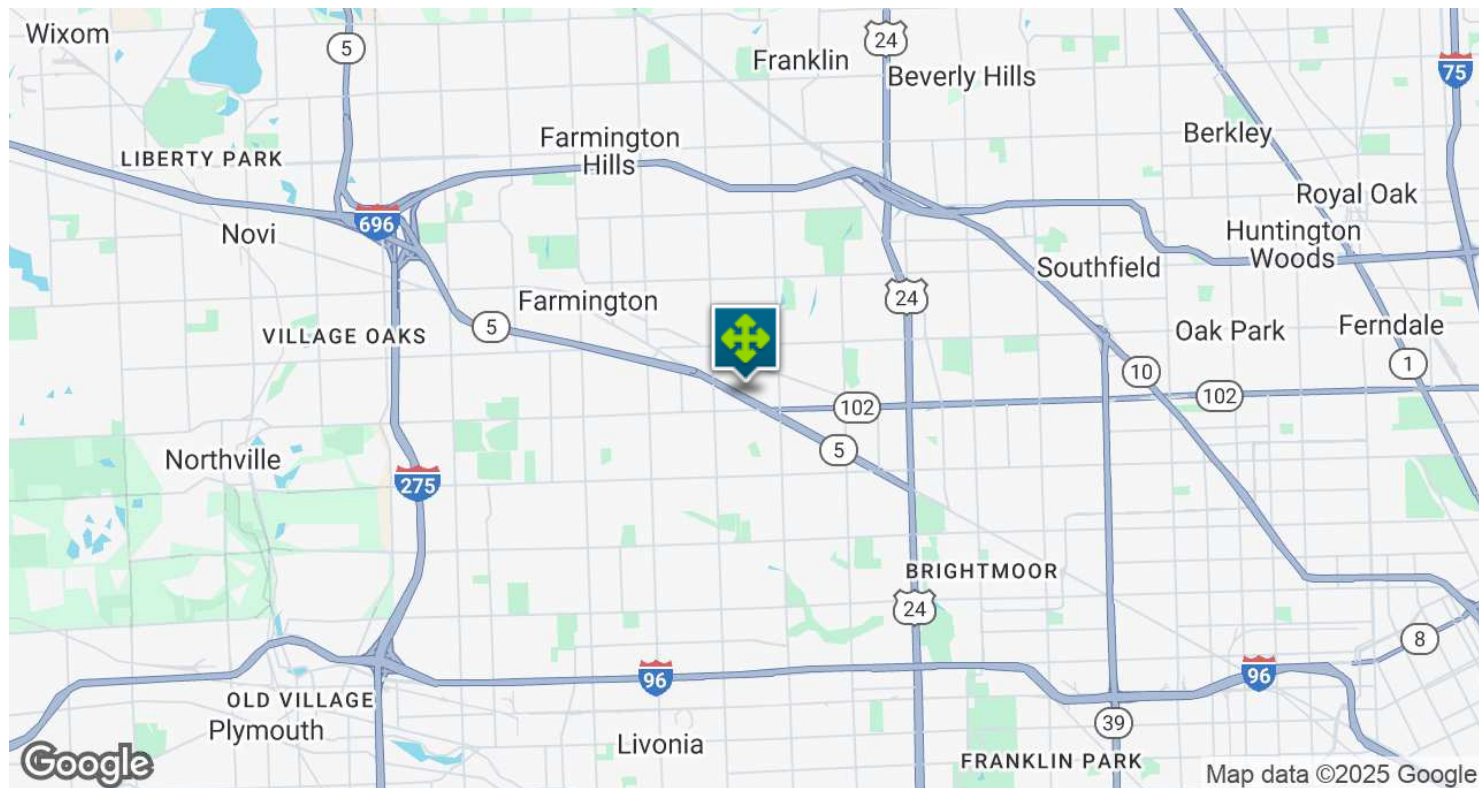 Wixom
5
Franklin
24
Beverly Hills
75
Berkley
Farmington
Hills
LIBERTY PARK
Royal Oak
696
Novi
Huntington
Woods
Southfield
24
Farmington
5
VILLAGE OAKS
Oak Park
Ferndale
1
10
102
102
5
Northville
275
BRIGHTMOOR
24
8
96
96
OLD VILLAGE
Plymouth
39
Livonia
FRANKLIN PARK
Google
Map data ©2025 Google